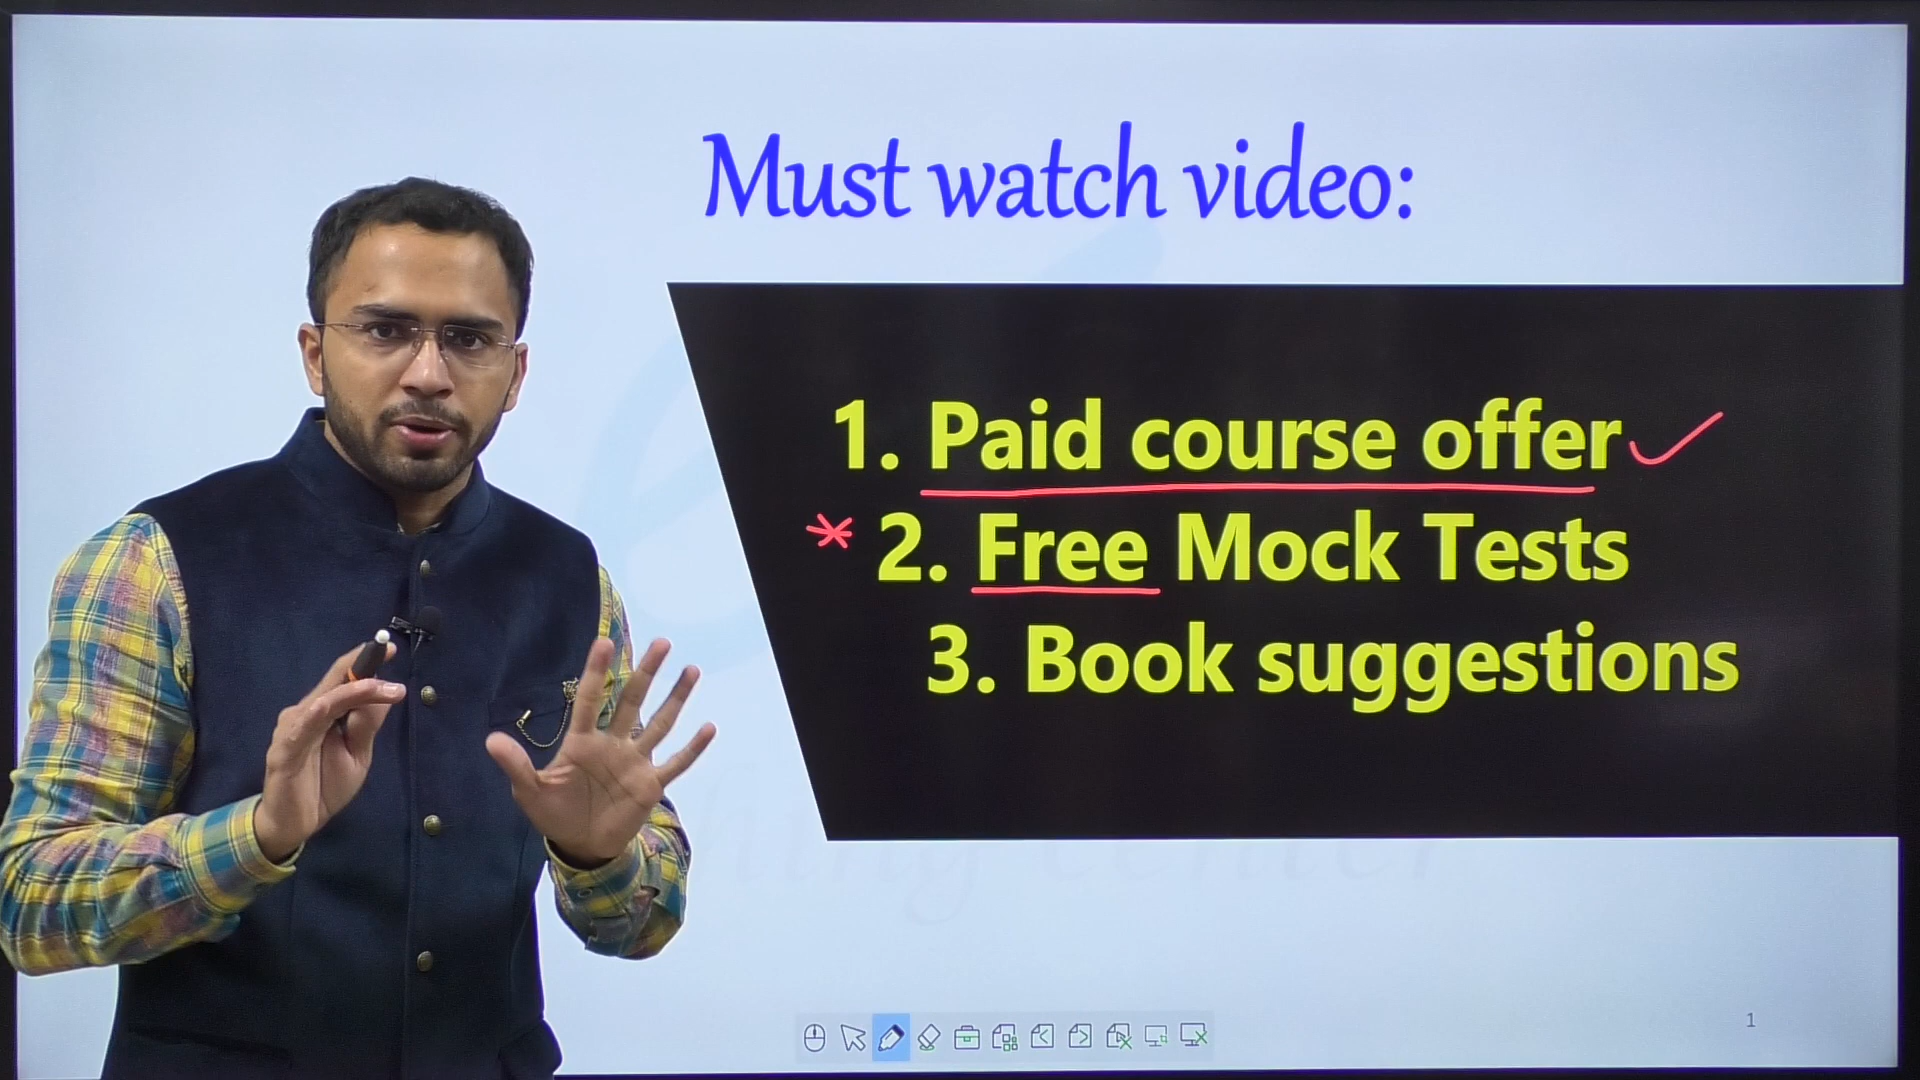 Must watch video:
1. Paid course offer
* 2. Free Mock Tests
3. Book suggestions
1